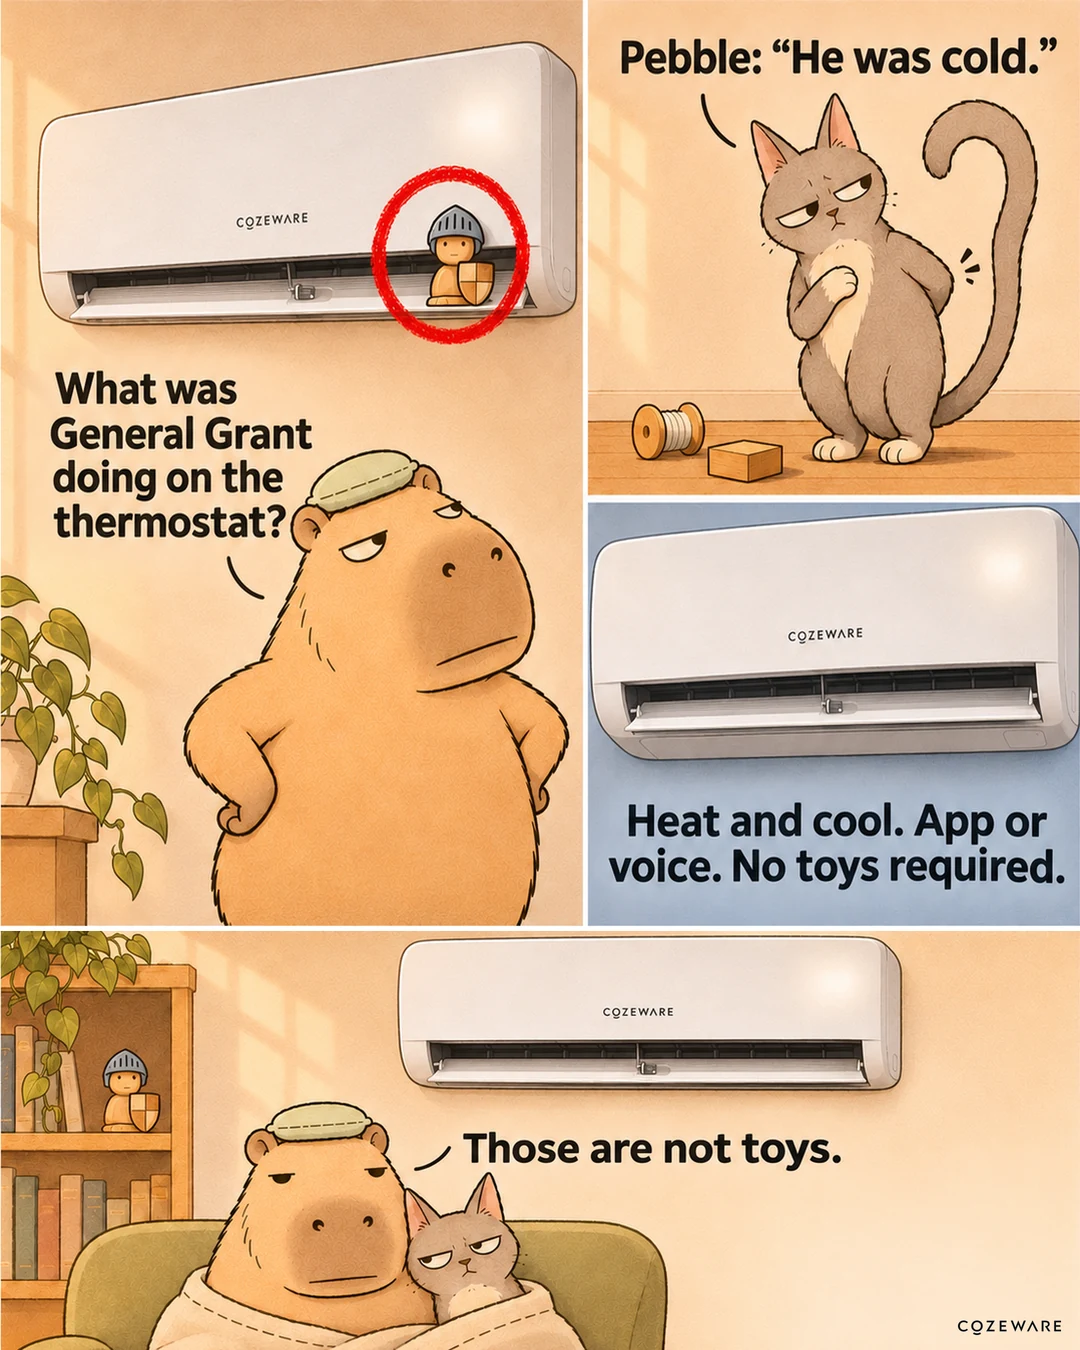 COZEWARE
What was
General Grant
doing on the
thermostat?
Pebble: “He was cold.”
COZEWARE
Heat and cool. App or
voice. No toys required.
COZEWARE
Those are not toys.
COZEWARE